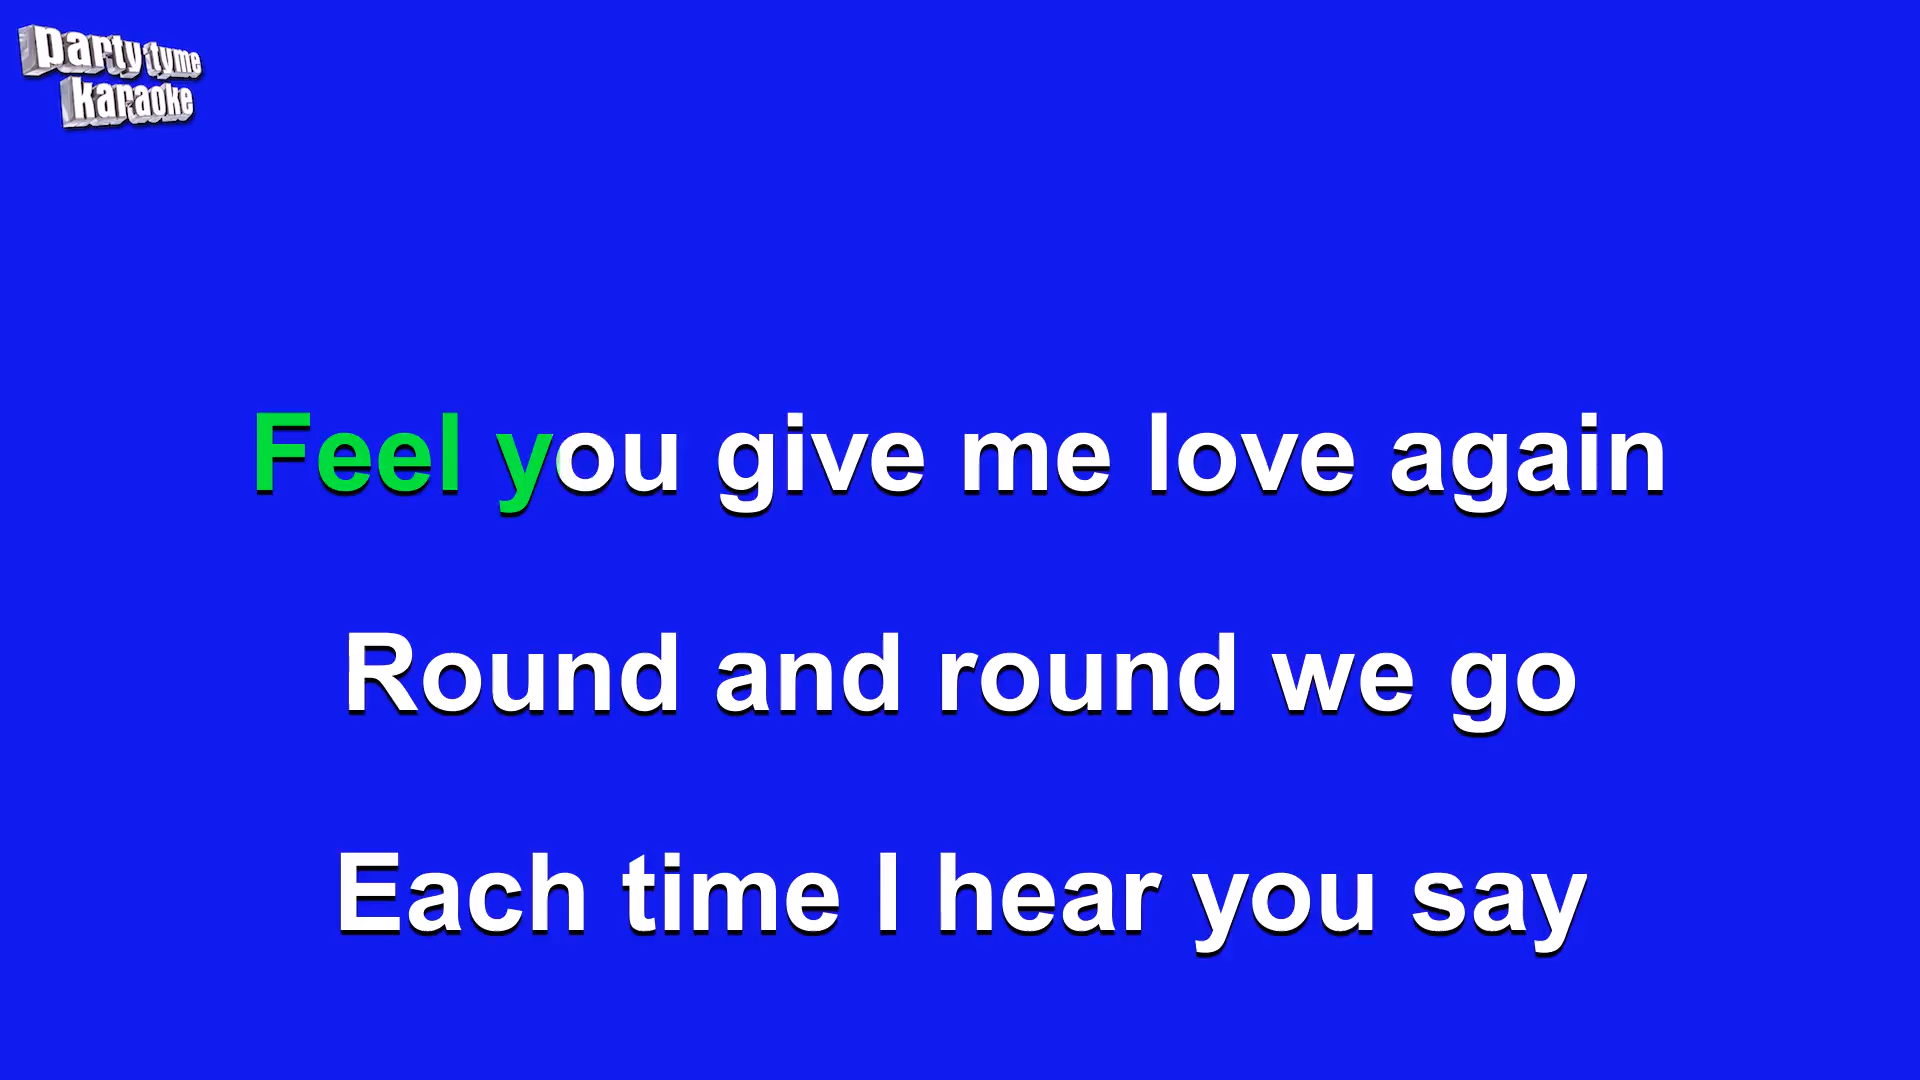 party tyme
karaoke
Feel you give me love again
Round and round we go
Each time I hear you say